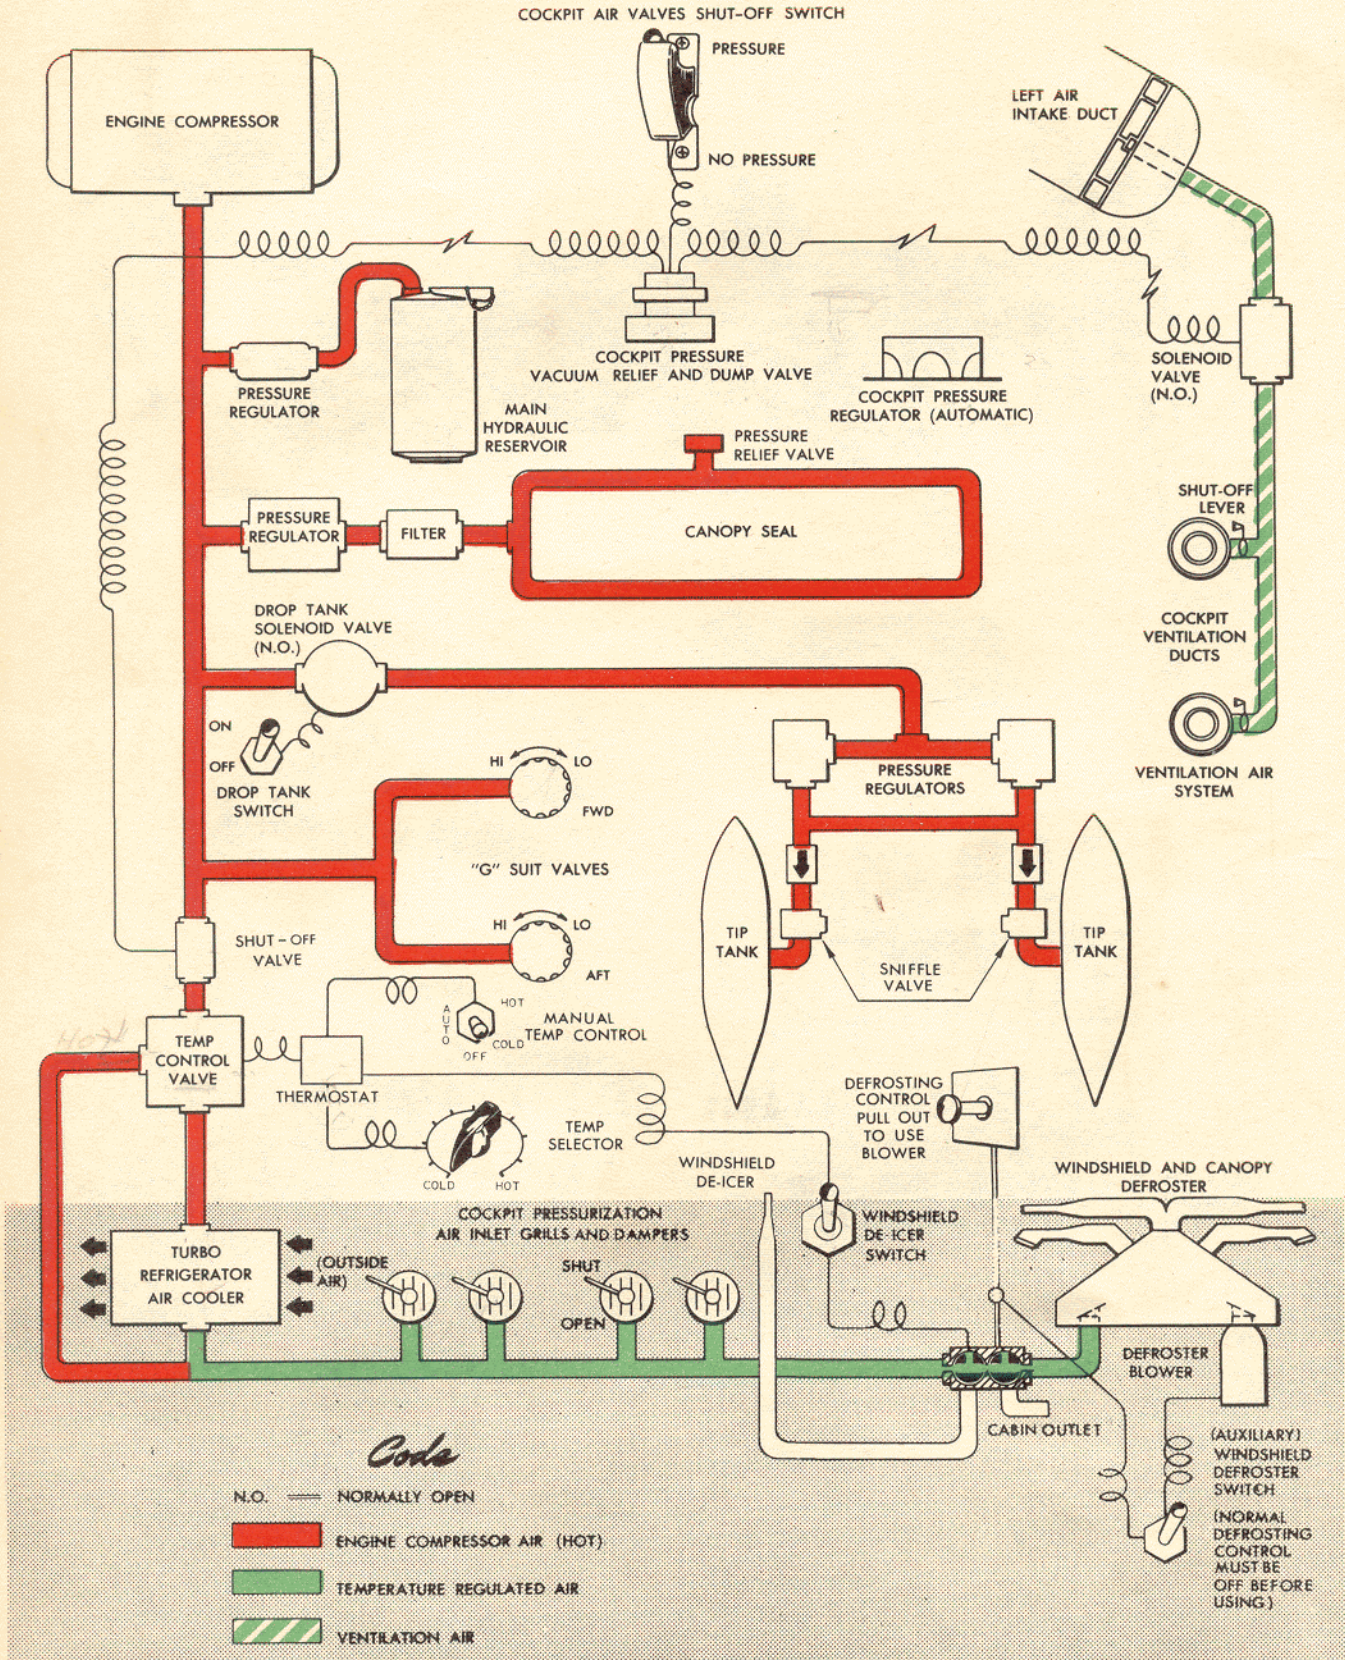 COCKPIT AIR VALVES SHUT-OFF SWITCH
PRESSURE
NO PRESSURE
ENGINE COMPRESSOR
LEFT AIR
INTAKE DUCT
PRESSURE
REGULATOR
MAIN
HYDRAULIC
RESERVOIR
COCKPIT PRESSURE
VACUUM RELIEF AND DUMP VALVE
COCKPIT PRESSURE
REGULATOR (AUTOMATIC)
SOLENOID
VALVE
(N.O.)
PRESSURE
RELIEF VALVE
PRESSURE
REGULATOR
FILTER
CANOPY SEAL
SHUT-OFF
LEVER
COCKPIT
VENTILATION
DUCTS
VENTILATION AIR
SYSTEM
DROP TANK
SOLENOID VALVE
(N.O.)
ON
OFF
DROP TANK
SWITCH
HI
LO
FWD
"G" SUIT VALVES
HI
LO
AFT
PRESSURE
REGULATORS
TIP
TANK
TIP
TANK
SNIFFLE
VALVE
SHUT-OFF
VALVE
HOT
TEMP
CONTROL
VALVE
THERMOSTAT
AUTO
HOT
COLD
OFF
MANUAL
TEMP CONTROL
TEMP
SELECTOR
COLD
HOT
DEFROSTING
CONTROL
PULL OUT
TO USE
BLOWER
WINDSHIELD
DE-ICER
WINDSHIELD
DE-ICER
SWITCH
WINDSHIELD AND CANOPY
DEFROSTER
COCKPIT PRESSURIZATION
AIR INLET GRILLS AND DAMPERS
TURBO
REFRIGERATOR
AIR COOLER
(OUTSIDE
AIR)
SHUT
OPEN
DEFROSTER
BLOWER
CABIN OUTLET
(AUXILIARY)
WINDSHIELD
DEFROSTER
SWITCH
(NORMAL
DEFROSTING
CONTROL
MUST BE
OFF BEFORE
USING)
Code
N.O. — NORMALLY OPEN
ENGINE COMPRESSOR AIR (HOT)
TEMPERATURE REGULATED AIR
VENTILATION AIR